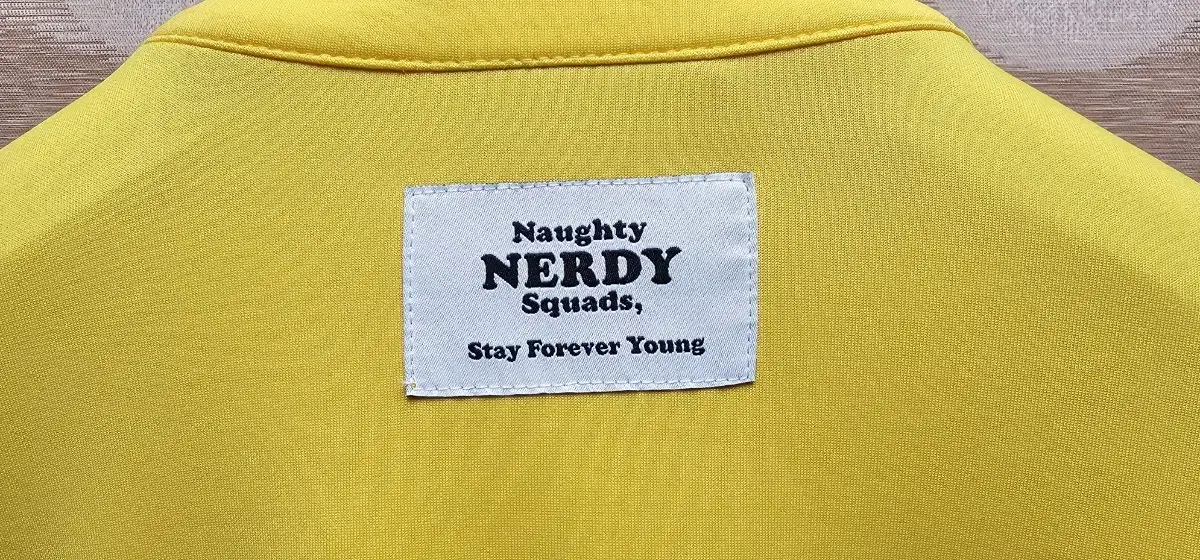 Naughty
NERDY
Squads,
Stay Forever Young